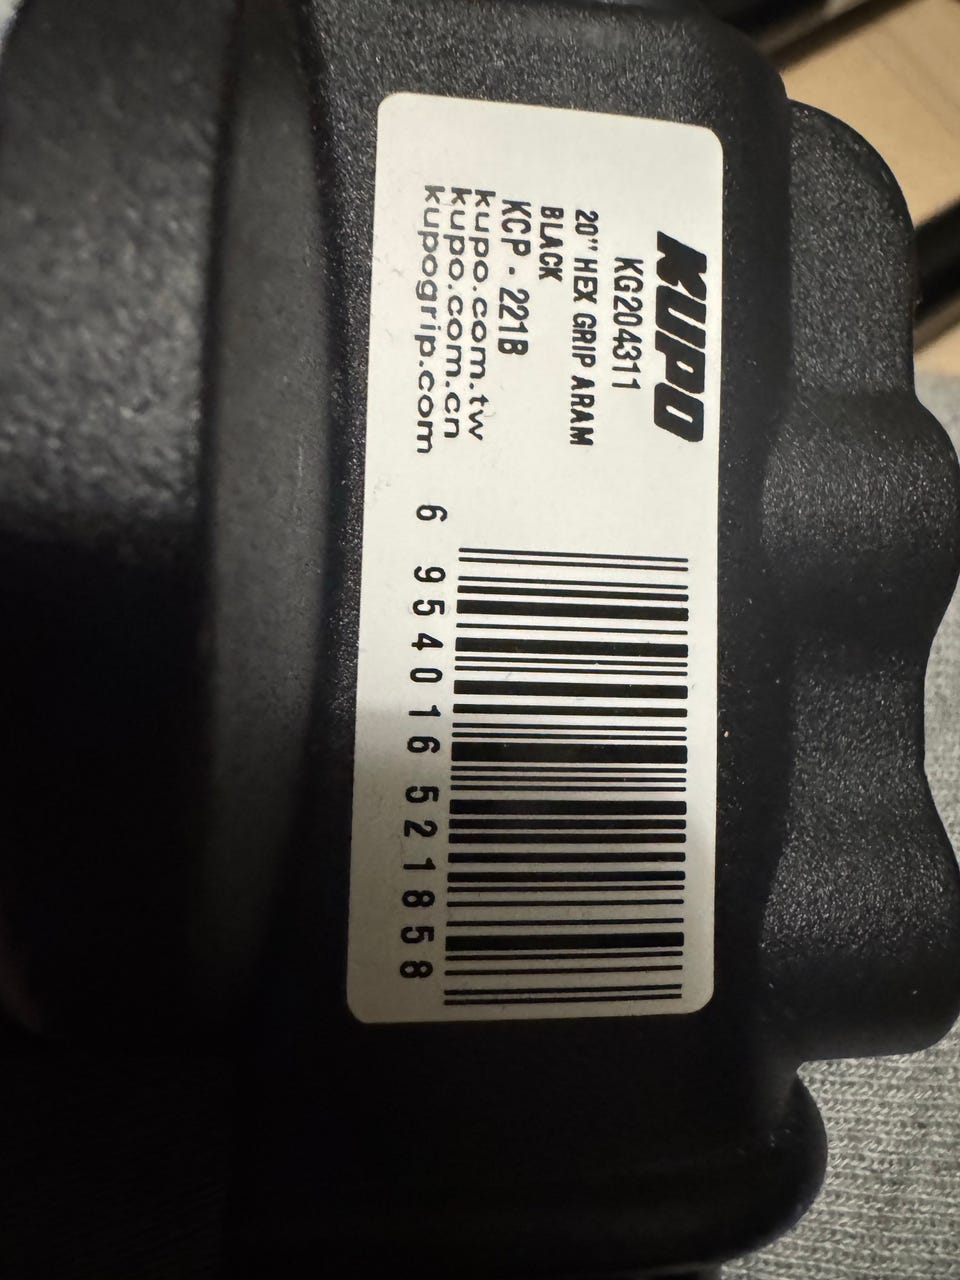 KUPO
KG204311
20" HEX GRIP ARAM
BLACK
KCP - 221B
kupo.com.tw
kupo.com.cn
kupogrip.com
6 954016 521858